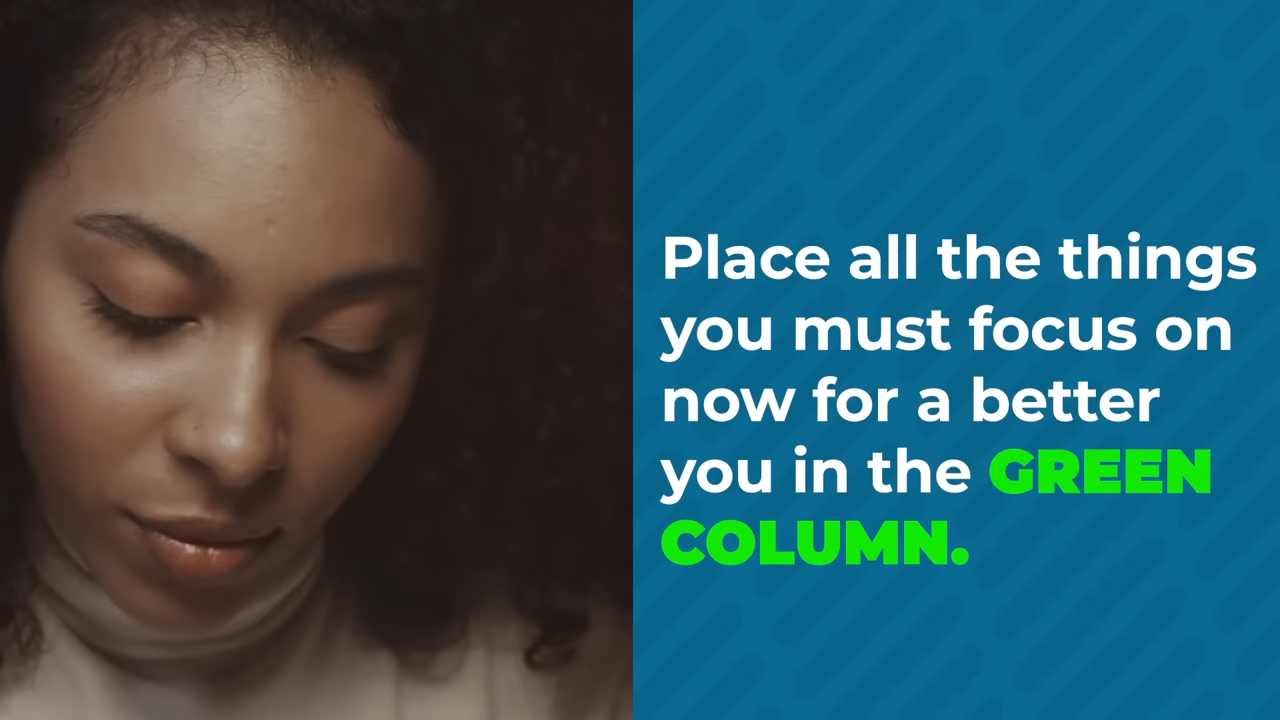 Place all the things
you must focus on
now for a better
you in the GREEN
COLUMN.